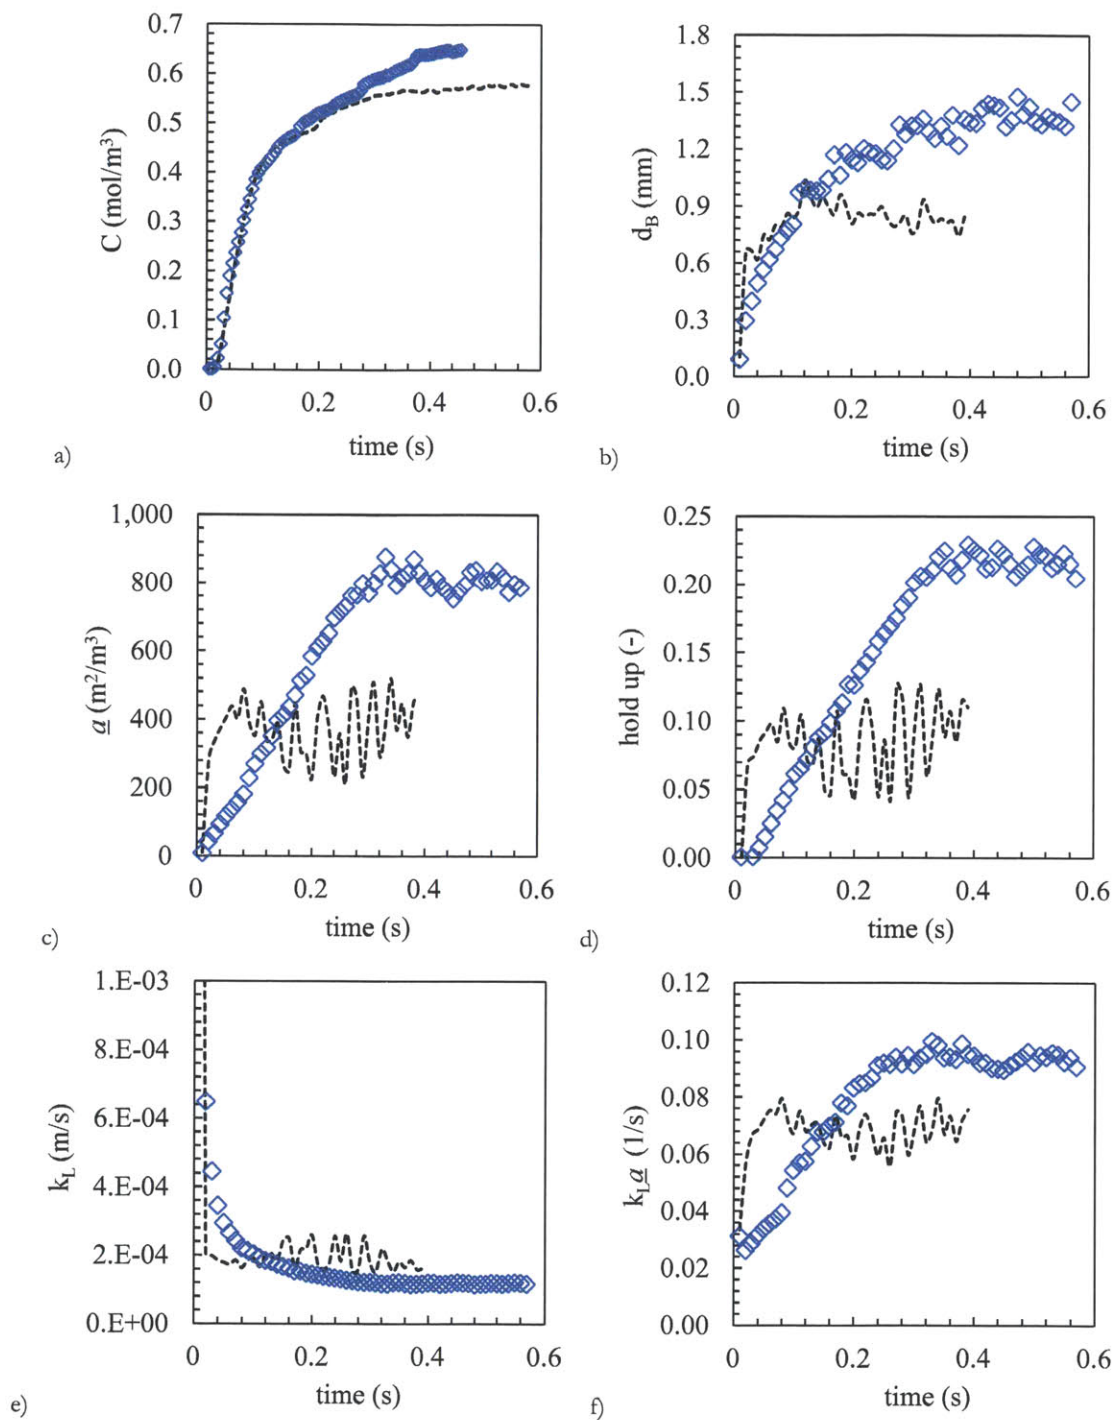 0.7
0.6
0.5
0.4
0.3
0.2
0.1
0.0
C (mol/m³)
0 0.2 0.4 0.6
time (s)
a)
1.8
1.5
1.2
0.9
0.6
0.3
0.0
d_B (mm)
0 0.2 0.4 0.6
time (s)
b)
1,000
800
600
400
200
0
a (m²/m³)
0 0.2 0.4 0.6
time (s)
c)
0.25
0.20
0.15
0.10
0.05
0.00
hold up (-)
0 0.2 0.4 0.6
time (s)
d)
1.E-03
8.E-04
6.E-04
4.E-04
2.E-04
0.E+00
k_L (m/s)
0 0.2 0.4 0.6
time (s)
e)
0.12
0.10
0.08
0.06
0.04
0.02
0.00
k_L a (1/s)
0 0.2 0.4 0.6
time (s)
f)